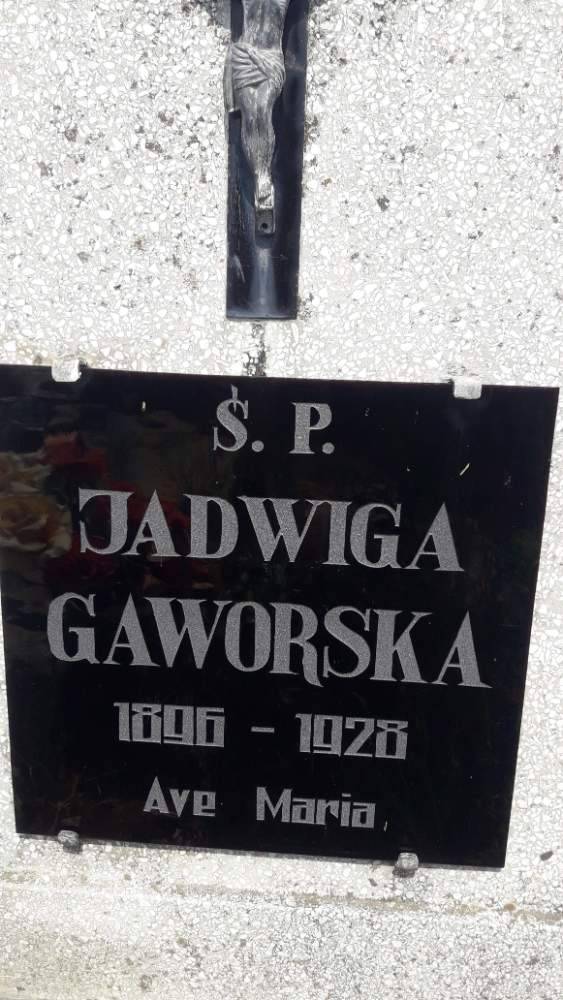 Ś. P.
JADWIGA
GAWORSKA
1896 - 1928
Ave Maria